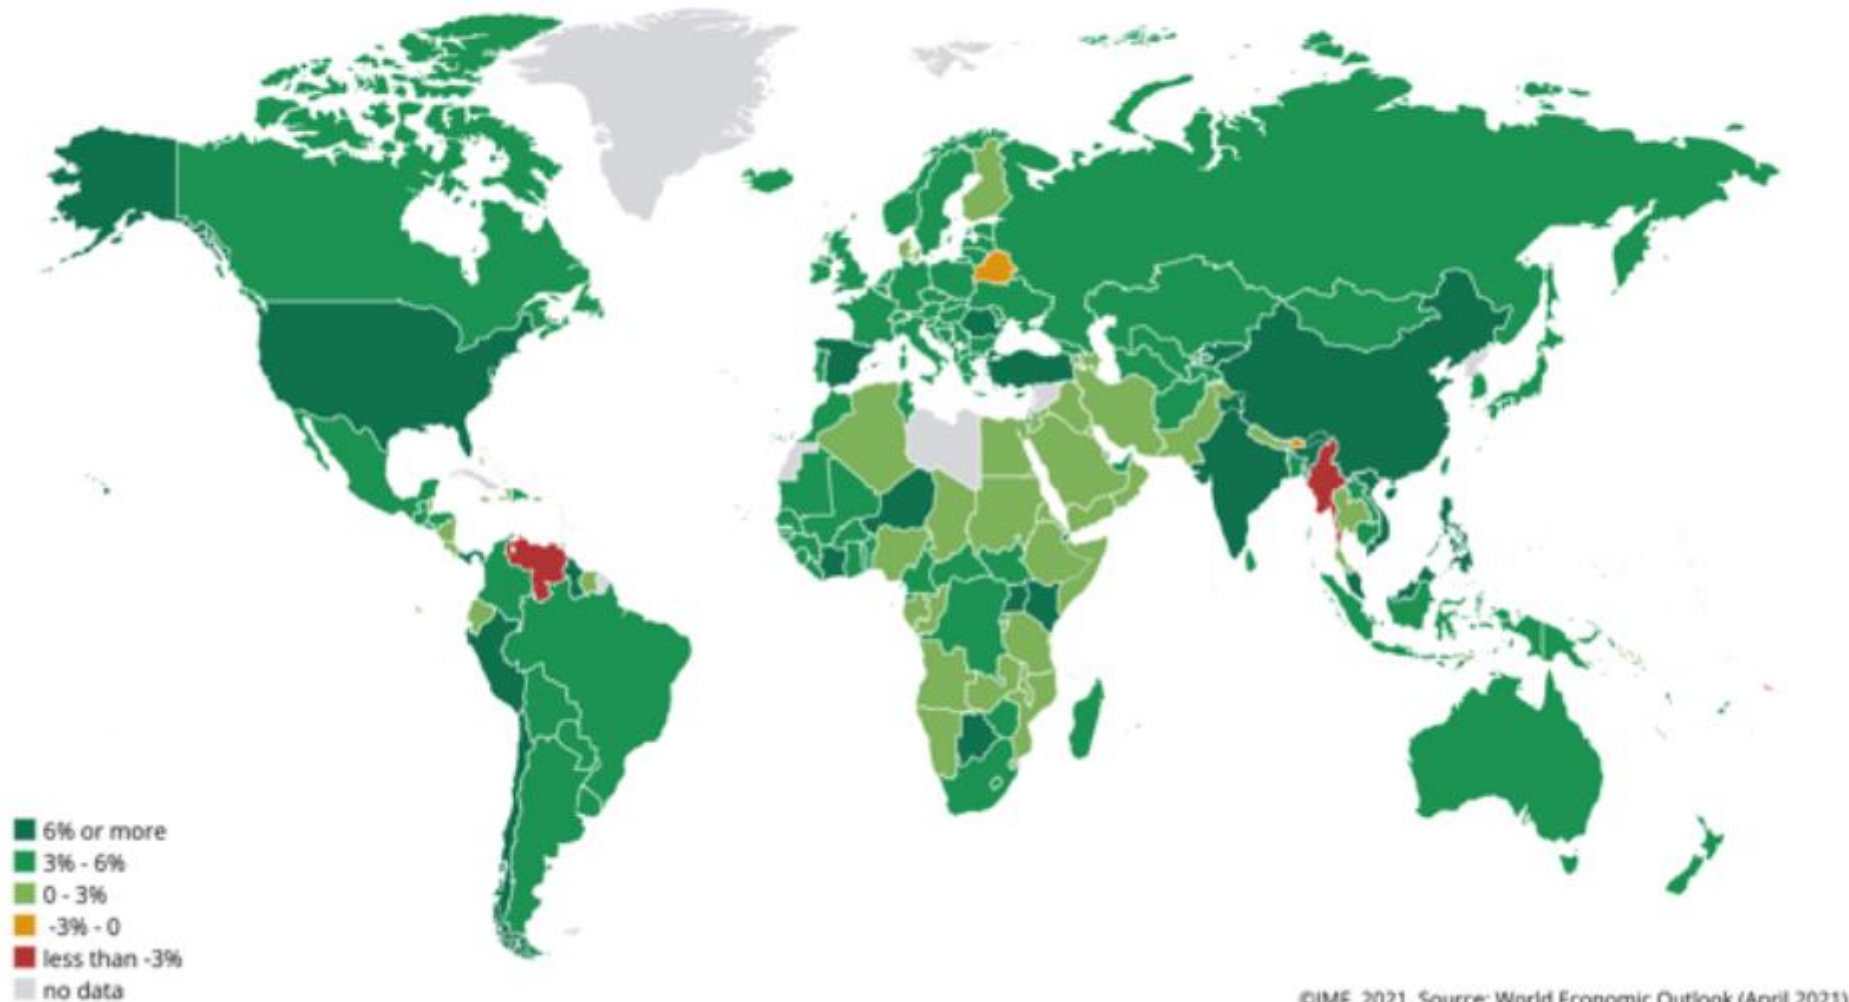 6% or more
3% - 6%
0 - 3%
-3% - 0
less than -3%
no data
©IMF, 2021, Source: World Economic Outlook (April 2021)